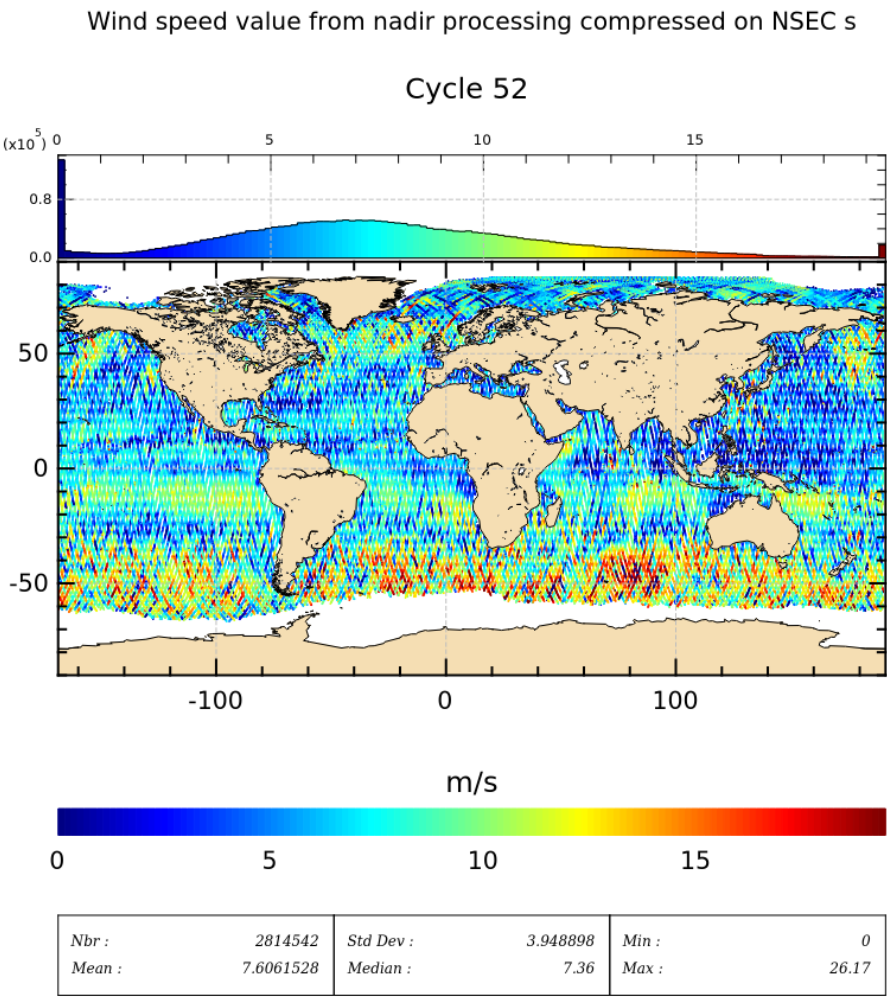 Wind speed value from nadir processing compressed on NSEC s
Cycle 52
(x10^5) 0 5 10 15
0.8
0.0
50
0
-50
-100 0 100
m/s
0 5 10 15
Nbr : 2814542 Std Dev : 3.948898 Min : 0
Mean : 7.6061528 Median : 7.36 Max : 26.17